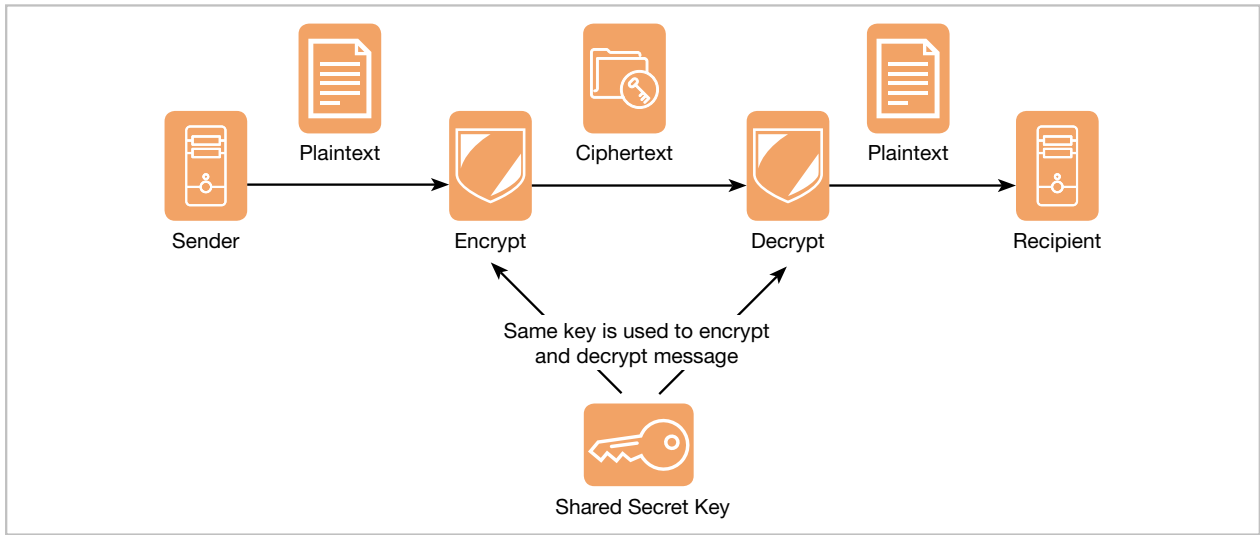 Plaintext
Ciphertext
Plaintext
Sender
Encrypt
Decrypt
Recipient
Same key is used to encrypt
and decrypt message
Shared Secret Key